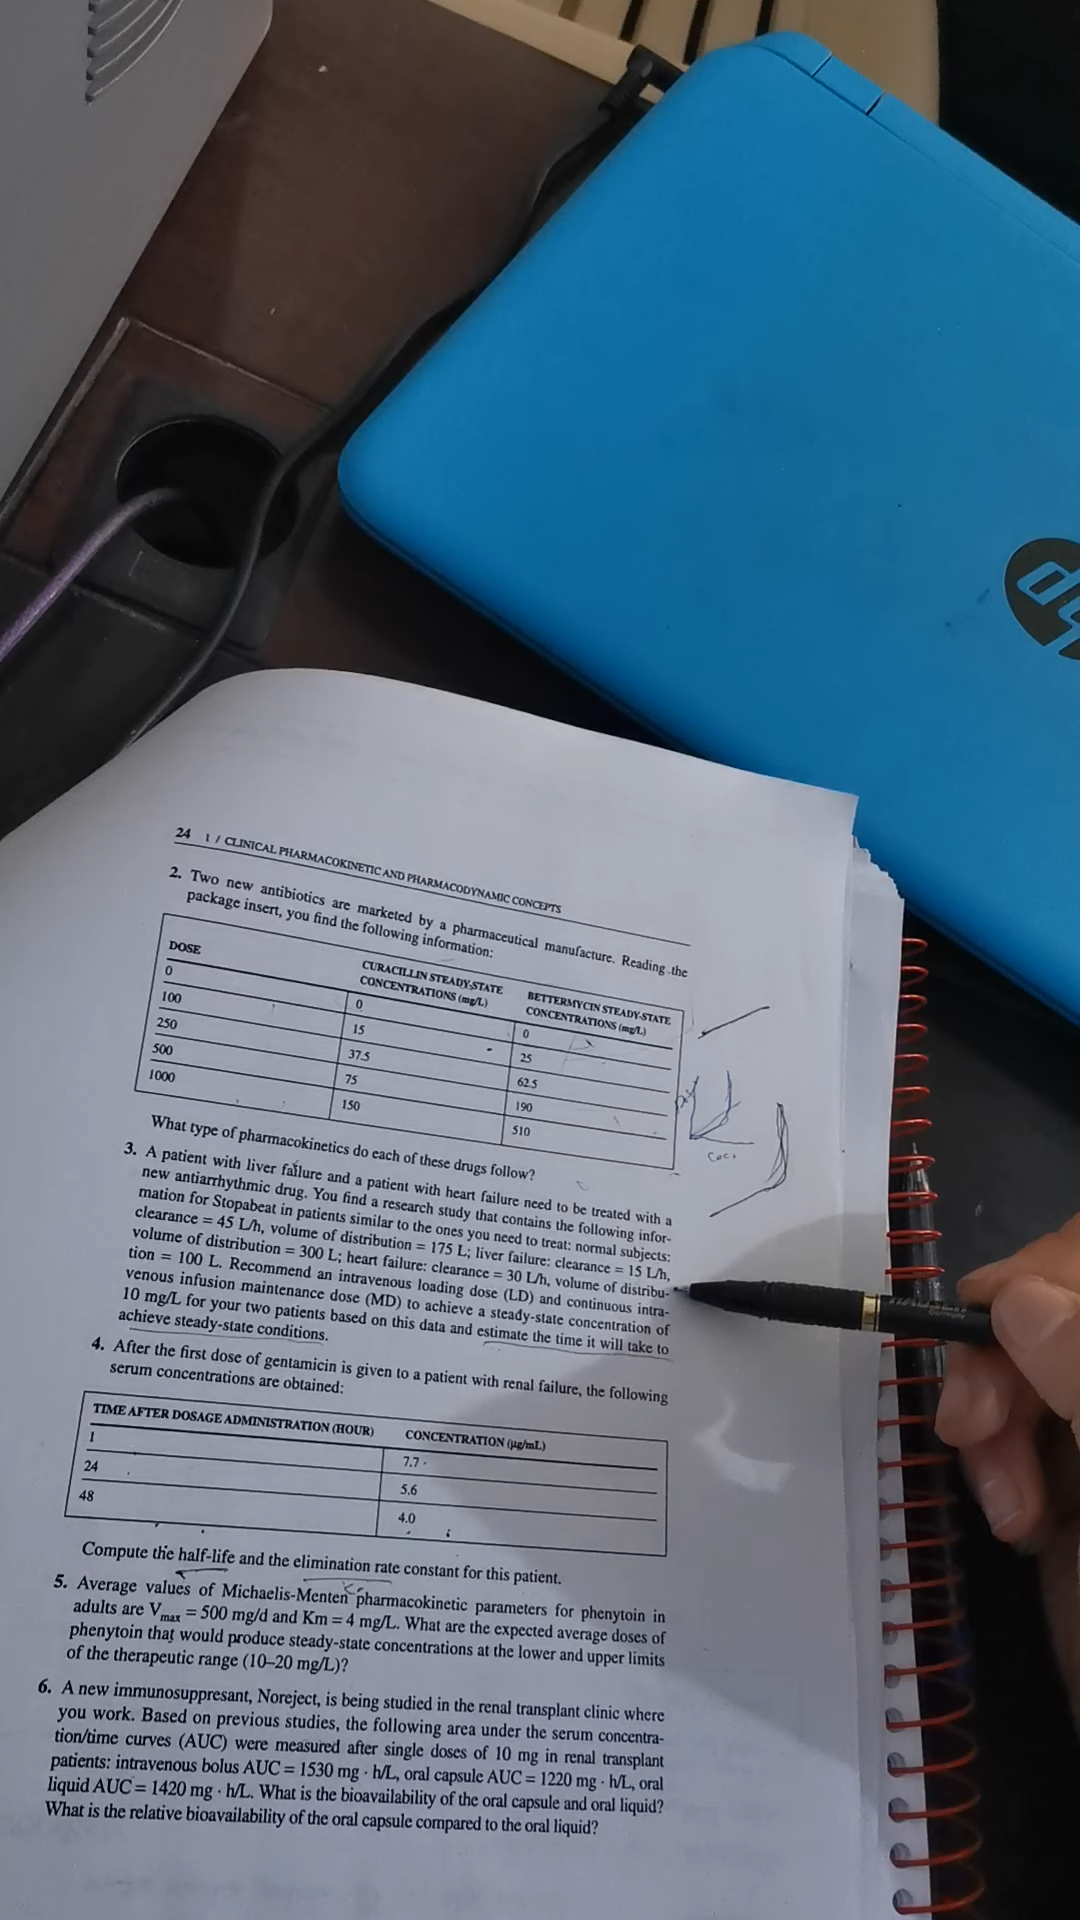 24 1 / CLINICAL PHARMACOKINETIC AND PHARMACODYNAMIC CONCEPTS
2. Two new antibiotics are marketed by a pharmaceutical manufacture. Reading the
package insert, you find the following information:
DOSE CURACILLIN STEADY-STATE CONCENTRATIONS (mg/L) BETTERMYCIN STEADY-STATE CONCENTRATIONS (mg/L)
0 0 0
100 15 25
250 37.5 62.5
500 75 190
1000 150 510
What type of pharmacokinetics do each of these drugs follow?
3. A patient with liver failure and a patient with heart failure need to be treated with a
new antiarrhythmic drug. You find a research study that contains the following infor-
mation for Stopabeat in patients similar to the ones you need to treat: normal subjects:
clearance = 45 L/h, volume of distribution = 175 L; liver failure: clearance = 15 L/h,
volume of distribution = 300 L; heart failure: clearance = 30 L/h, volume of distribu-
tion = 100 L. Recommend an intravenous loading dose (LD) and continuous intra-
venous infusion maintenance dose (MD) to achieve a steady-state concentration of
10 mg/L for your two patients based on this data and estimate the time it will take to
achieve steady-state conditions.
4. After the first dose of gentamicin is given to a patient with renal failure, the following
serum concentrations are obtained:
TIME AFTER DOSAGE ADMINISTRATION (HOUR) CONCENTRATION (µg/mL)
1 7.7
24 5.6
48 4.0
Compute the half-life and the elimination rate constant for this patient.
5. Average values of Michaelis-Menten pharmacokinetic parameters for phenytoin in
adults are Vmax = 500 mg/d and Km = 4 mg/L. What are the expected average doses of
phenytoin that would produce steady-state concentrations at the lower and upper limits
of the therapeutic range (10–20 mg/L)?
6. A new immunosuppresant, Noreject, is being studied in the renal transplant clinic where
you work. Based on previous studies, the following area under the serum concentra-
tion/time curves (AUC) were measured after single doses of 10 mg in renal transplant
patients: intravenous bolus AUC = 1530 mg · h/L, oral capsule AUC = 1220 mg · h/L, oral
liquid AUC = 1420 mg · h/L. What is the bioavailability of the oral capsule and oral liquid?
What is the relative bioavailability of the oral capsule compared to the oral liquid?
hp